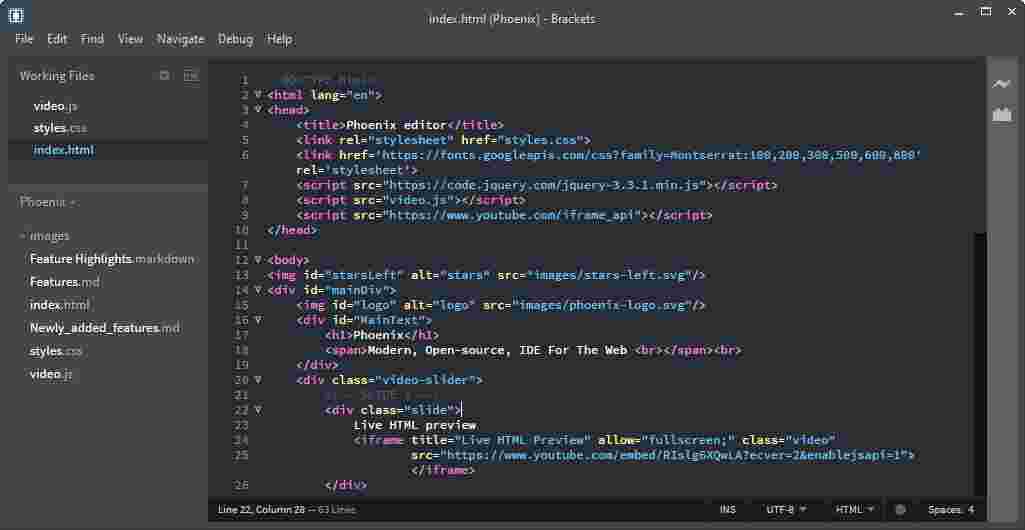 index.html (Phoenix) - Brackets
File Edit Find View Navigate Debug Help
Working Files
video.js
styles.css
index.html
Phoenix
images
Feature Highlights.markdown
Features.md
index.html
Newly_added_features.md
styles.css
video.js
1
2 <html lang="en">
3 <head>
4 <title>Phoenix editor</title>
5 <link rel="stylesheet" href="styles.css">
6 <link href='https://fonts.googleapis.com/css?family=Montserrat:100,200,300,500,600,800'
rel='stylesheet'>
7 <script src="https://code.jquery.com/jquery-3.3.1.min.js"></script>
8 <script src="video.js"></script>
9 <script src="https://www.youtube.com/iframe_api"></script>
10 </head>
11
12 <body>
13 <img id="starsLeft" alt="stars" src="images/stars-left.svg"/>
14 <div id="mainDiv">
15 <img id="logo" alt="logo" src="images/phoenix-logo.svg"/>
16 <div id="MainText">
17 <h1>Phoenix</h1>
18 <span>Modern, Open-source, IDE For The Web <br></span><br>
19 </div>
20 <div class="video-slider">
21
22 <div class="slide">
23 Live HTML preview
24 <iframe title="Live HTML Preview" allow="fullscreen;" class="video"
25 src="https://www.youtube.com/embed/RIslg6XQwLA?ecver=2&enablejsapi=1">
</iframe>
26 </div>
Line 22, Column 28 — 63 Lines INS UTF-8 HTML Spaces: 4